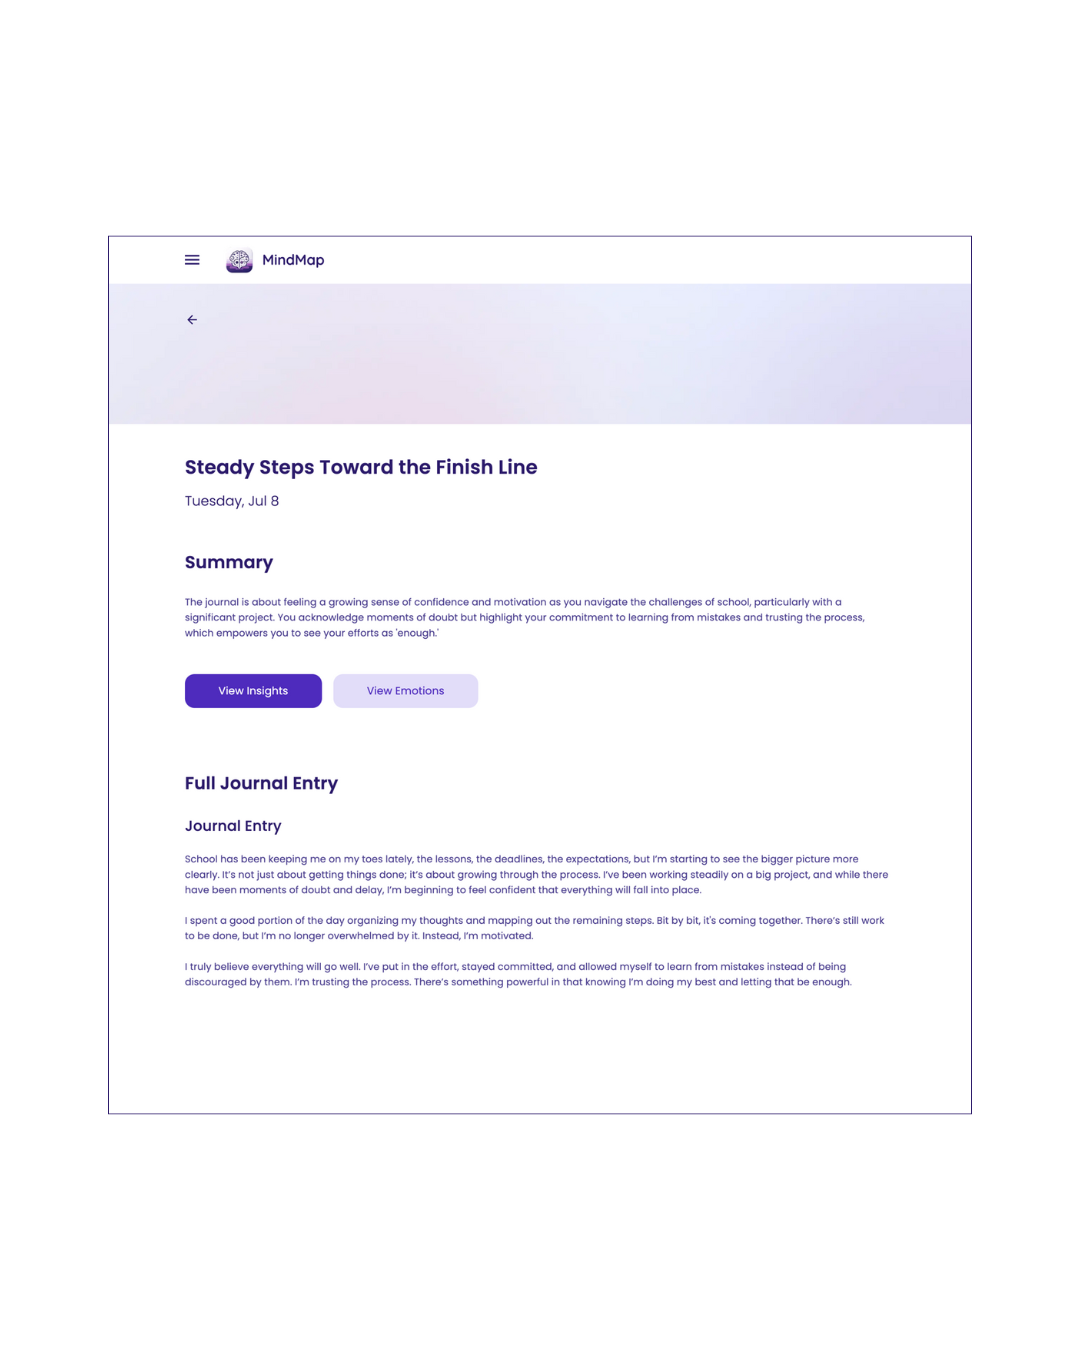 MindMap
Steady Steps Toward the Finish Line
Tuesday, Jul 8
Summary
The journal is about feeling a growing sense of confidence and motivation as you navigate the challenges of school, particularly with a
significant project. You acknowledge moments of doubt but highlight your commitment to learning from mistakes and trusting the process,
which empowers you to see your efforts as 'enough.'
View Insights
View Emotions
Full Journal Entry
Journal Entry
School has been keeping me on my toes lately, the lessons, the deadlines, the expectations, but I'm starting to see the bigger picture more
clearly. It's not just about getting things done; it's about growing through the process. I've been working steadily on a big project, and while there
have been moments of doubt and delay, I'm beginning to feel confident that everything will fall into place.
I spent a good portion of the day organizing my thoughts and mapping out the remaining steps. Bit by bit, it's coming together. There's still work
to be done, but I'm no longer overwhelmed by it. Instead, I'm motivated.
I truly believe everything will go well. I've put in the effort, stayed committed, and allowed myself to learn from mistakes instead of being
discouraged by them. I'm trusting the process. There's something powerful in that knowing I'm doing my best and letting that be enough.